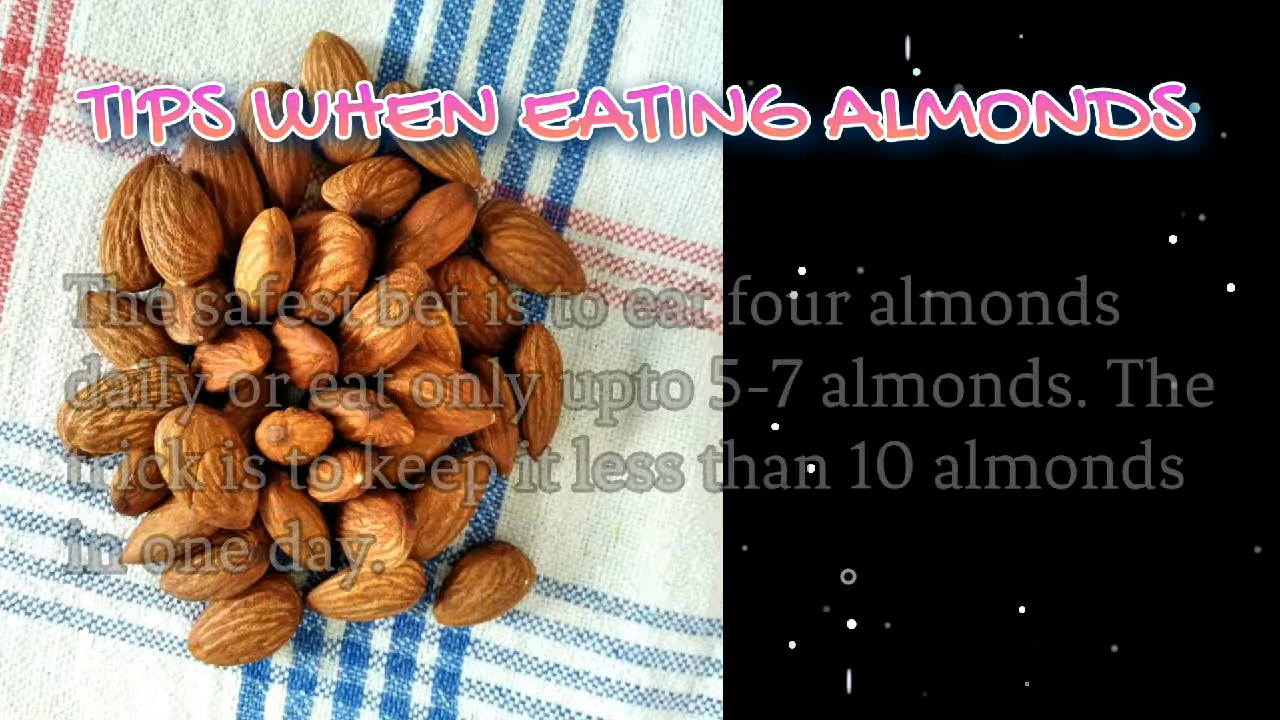 TIPS WHEN EATING ALMONDS
The safest bet is to eat four almonds
daily or eat only upto 5-7 almonds. The
trick is to keep it less than 10 almonds
in one day.